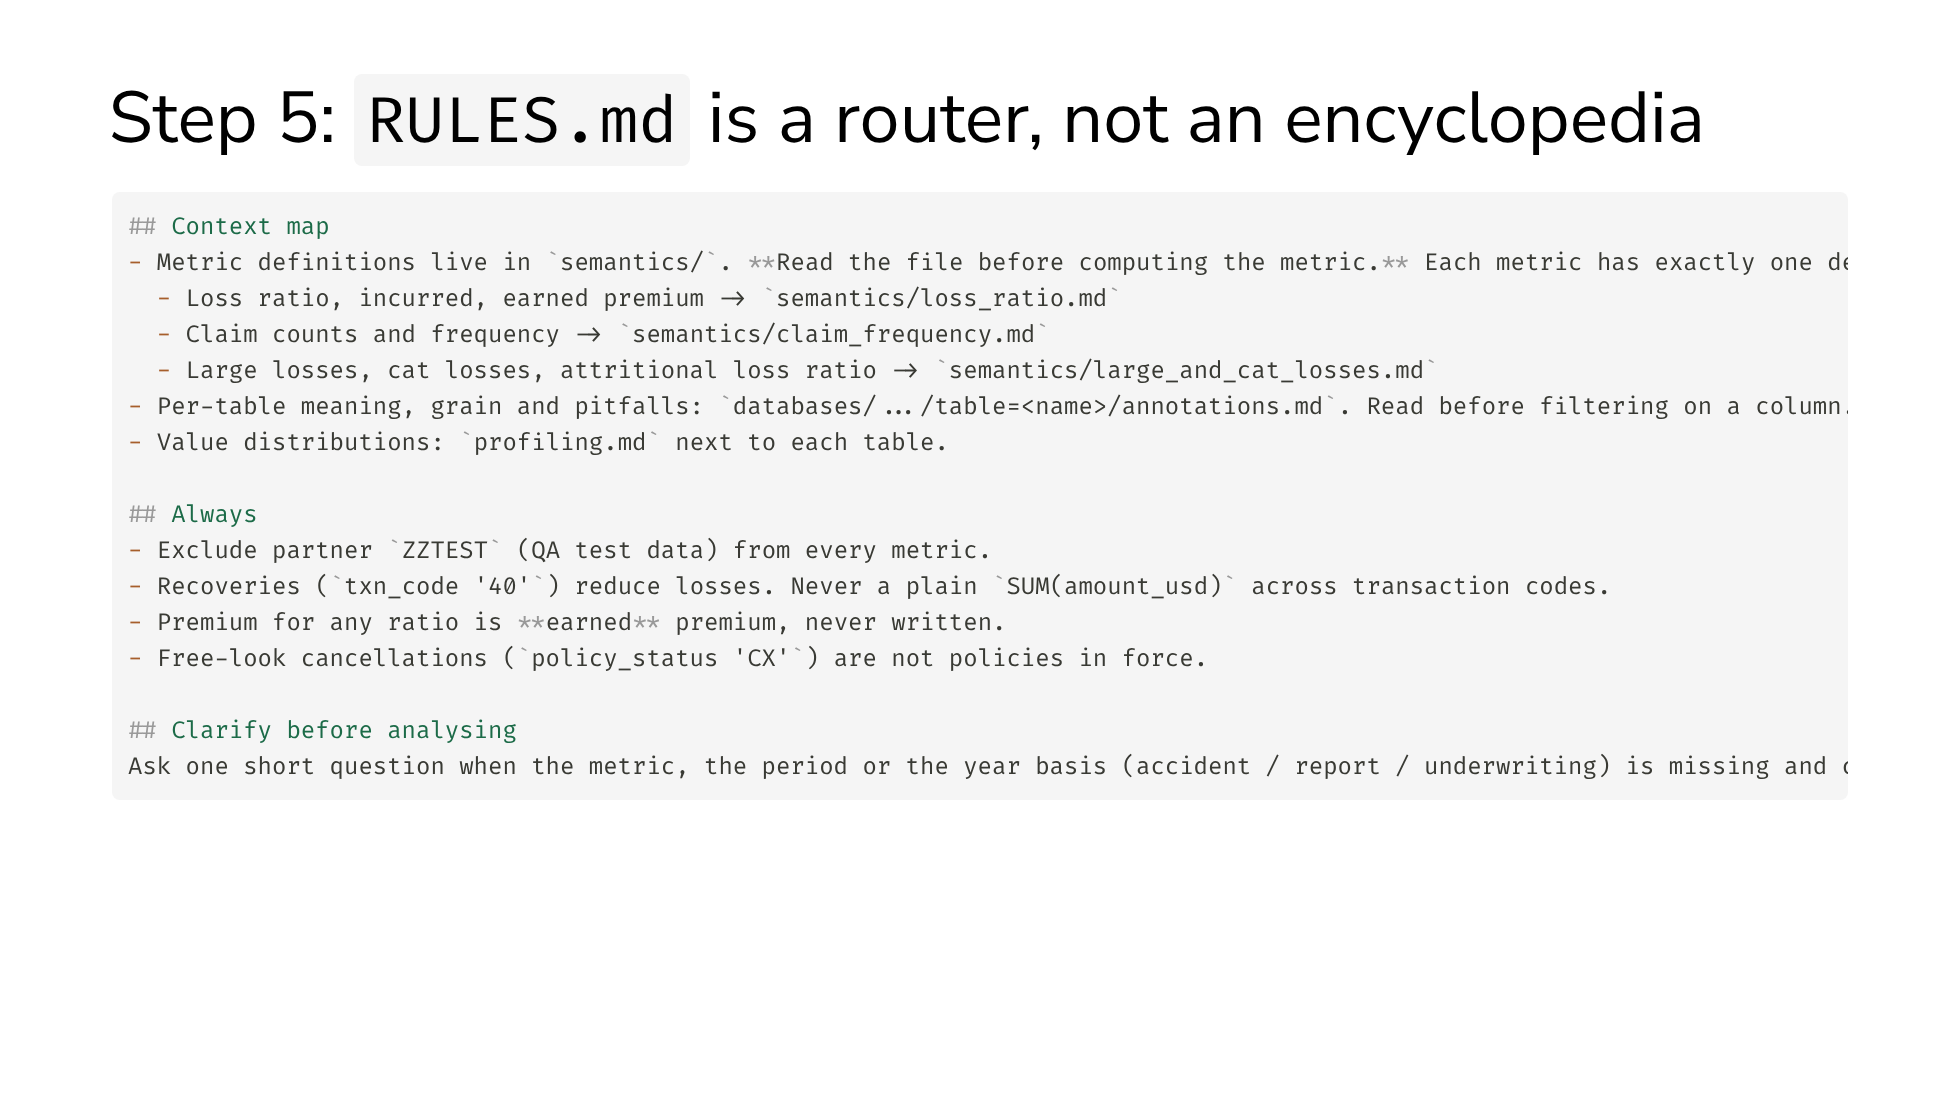 Step 5: RULES.md is a router, not an encyclopedia
## Context map
- Metric definitions live in `semantics/`. **Read the file before computing the metric.** Each metric has exactly one
  - Loss ratio, incurred, earned premium → `semantics/loss_ratio.md`
  - Claim counts and frequency → `semantics/claim_frequency.md`
  - Large losses, cat losses, attritional loss ratio → `semantics/large_and_cat_losses.md`
- Per-table meaning, grain and pitfalls: `databases/.../table=<name>/annotations.md`. Read before filtering on a column.
- Value distributions: `profiling.md` next to each table.
## Always
- Exclude partner `ZZTEST` (QA test data) from every metric.
- Recoveries (`txn_code '40'`) reduce losses. Never a plain `SUM(amount_usd)` across transaction codes.
- Premium for any ratio is **earned** premium, never written.
- Free-look cancellations (`policy_status 'CX'`) are not policies in force.
## Clarify before analysing
Ask one short question when the metric, the period or the year basis (accident / report / underwriting) is missing and